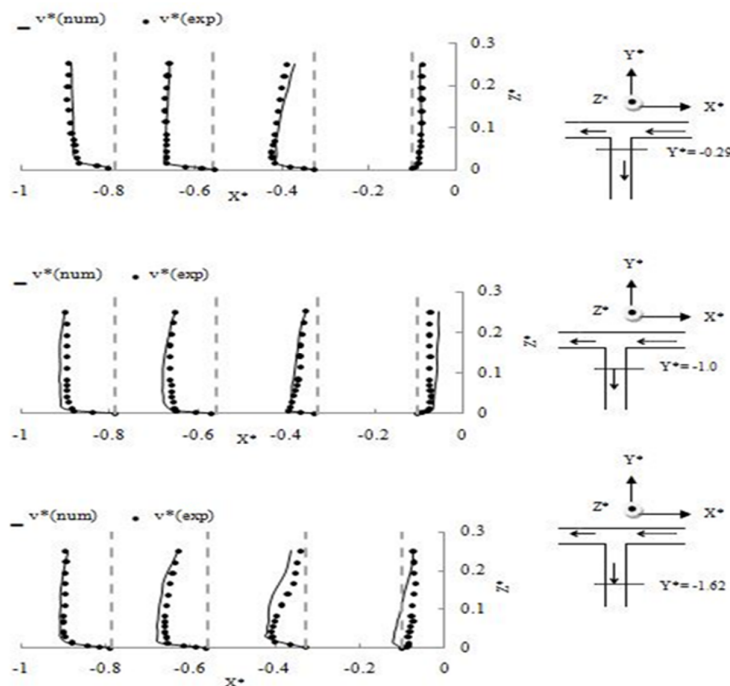 v*(num) v*(exp)
0.3
0.2
0.1
0
Z*
-1 -0.8 -0.6 -0.4 -0.2 0
X*
Y*
Z*
X*
Y*= -0.29
v*(num) v*(exp)
0.3
0.2
0.1
0
Z*
-1 -0.8 -0.6 -0.4 -0.2 0
X*
Y*
Z*
X*
Y*= -1.0
v*(num) v*(exp)
0.3
0.2
0.1
0
Z*
-1 -0.8 -0.6 -0.4 -0.2 0
X*
Y*
Z*
X*
Y*= -1.62